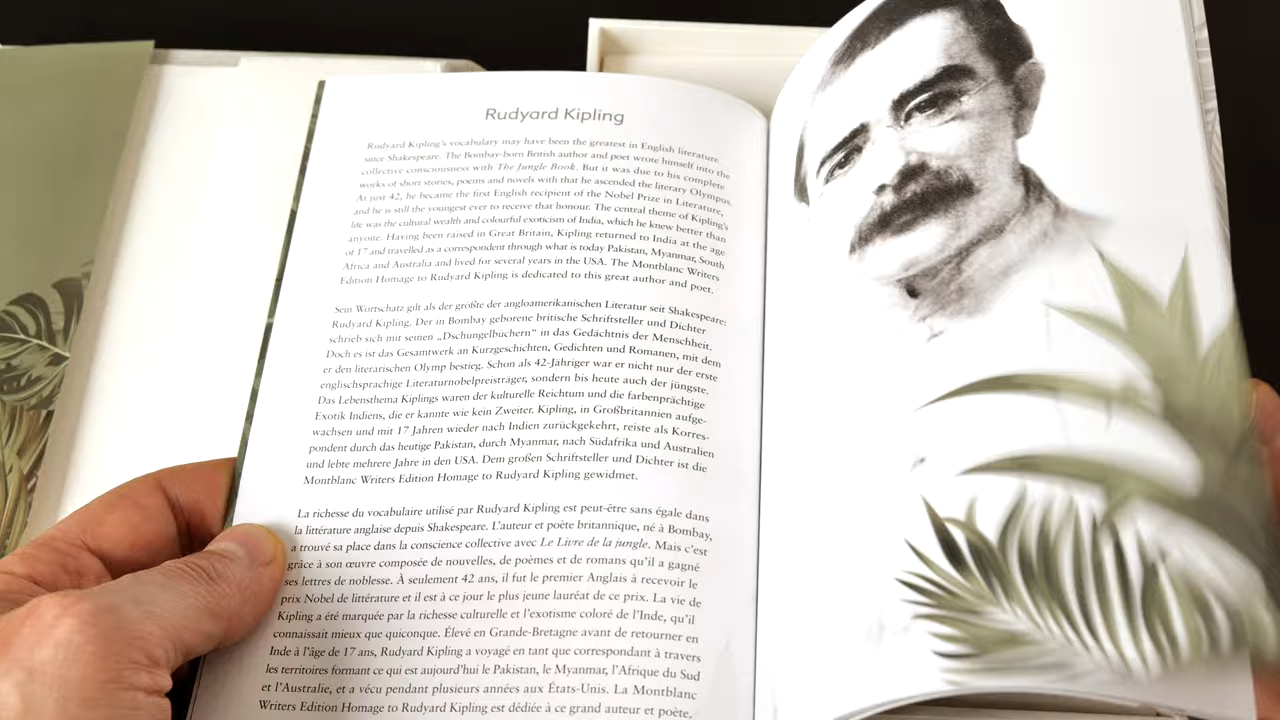 Rudyard Kipling
Rudyard Kipling's vocabulary may have been the greatest in English literature
since Shakespeare. The Bombay-born British author and poet wrote himself into the
collective consciousness with The Jungle Book. But it was due to his complete
works of short stories, poems and novels with that he ascended the literary Olympus.
At just 42, he became the first English recipient of the Nobel Prize in Literature,
and he is still the youngest ever to receive that honour. The central theme of Kipling's
life was the cultural wealth and colourful exoticism of India, which he knew better than
anyone. Having been raised in Great Britain, Kipling returned to India at the age
of 17 and travelled as a correspondent through what is today Pakistan, Myanmar, South
Africa and Australia and lived for several years in the USA. The Montblanc Writers
Edition Homage to Rudyard Kipling is dedicated to this great author and poet.
Sein Wortschatz gilt als der größte der angloamerikanischen Literatur seit Shakespeare:
Rudyard Kipling. Der in Bombay geborene britische Schriftsteller und Dichter
schrieb sich mit seinen „Dschungelbüchern“ in das Gedächtnis der Menschheit.
Doch es ist das Gesamtwerk an Kurzgeschichten, Gedichten und Romanen, mit dem
er den literarischen Olymp bestieg. Schon als 42-Jähriger war er nicht nur der erste
englischsprachige Literaturnobelpreisträger, sondern bis heute auch der jüngste.
Das Lebensthema Kiplings waren der kulturelle Reichtum und die farbenprächtige
Exotik Indiens, die er kannte wie kein Zweiter. Kipling, in Großbritannien aufge-
wachsen und mit 17 Jahren wieder nach Indien zurückgekehrt, reiste als Korres-
pondent durch das heutige Pakistan, durch Myanmar, nach Südafrika und Australien
und lebte mehrere Jahre in den USA. Dem großen Schriftsteller und Dichter ist die
Montblanc Writers Edition Homage to Rudyard Kipling gewidmet.
La richesse du vocabulaire utilisé par Rudyard Kipling est peut-être sans égale dans
la littérature anglaise depuis Shakespeare. L'auteur et poète britannique, né à Bombay,
a trouvé sa place dans la conscience collective avec Le Livre de la jungle. Mais c'est
grâce à son œuvre composée de nouvelles, de poèmes et de romans qu'il a gagné
ses lettres de noblesse. À seulement 42 ans, il fut le premier Anglais à recevoir le
prix Nobel de littérature et il est à ce jour le plus jeune lauréat de ce prix. La vie de
Kipling a été marquée par la richesse culturelle et l'exotisme coloré de l'Inde, qu'il
connaissait mieux que quiconque. Élevé en Grande-Bretagne avant de retourner en
Inde à l'âge de 17 ans, Rudyard Kipling a voyagé en tant que correspondant à travers
les territoires formant ce qui est aujourd'hui le Pakistan, le Myanmar, l'Afrique du Sud
et l'Australie, et a vécu pendant plusieurs années aux États-Unis. La Montblanc
Writers Edition Homage to Rudyard Kipling est dédiée à ce grand auteur et poète.